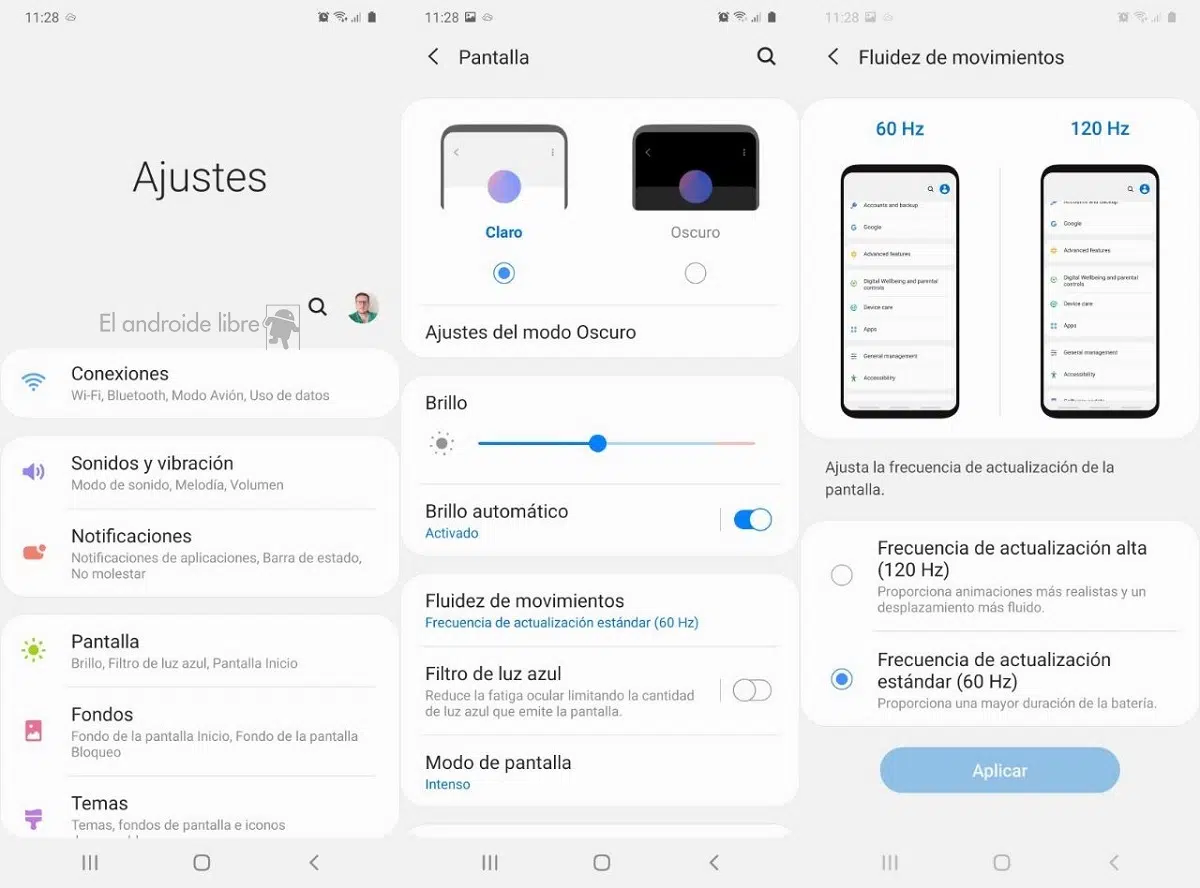 11:28
Ajustes
El androide libre
Conexiones
Wi-Fi, Bluetooth, Modo Avión, Uso de datos
Sonidos y vibración
Modo de sonido, Melodía, Volumen
Notificaciones
Notificaciones de aplicaciones, Barra de estado,
No molestar
Pantalla
Brillo, Filtro de luz azul, Pantalla Inicio
Fondos
Fondo de la pantalla Inicio, Fondo de la pantalla
Bloqueo
Temas
Temas, fondos de pantalla e iconos
11:28
Pantalla
Claro
Oscuro
Ajustes del modo Oscuro
Brillo
Brillo automático
Activado
Fluidez de movimientos
Frecuencia de actualización estándar (60 Hz)
Filtro de luz azul
Reduce la fatiga ocular limitando la cantidad
de luz azul que emite la pantalla.
Modo de pantalla
Intenso
11:28
Fluidez de movimientos
60 Hz
Accounts and backup
Google
Advanced features
Digital Wellbeing and parental
controls
Device care
Apps
General management
Accessibility
120 Hz
Accounts and backup
Google
Advanced features
Digital Wellbeing and parental
controls
Device care
Apps
General management
Accessibility
Software update
Ajusta la frecuencia de actualización de la
pantalla.
Frecuencia de actualización alta
(120 Hz)
Proporciona animaciones más realistas y un
desplazamiento más fluido.
Frecuencia de actualización
estándar (60 Hz)
Proporciona una mayor duración de la batería.
Aplicar